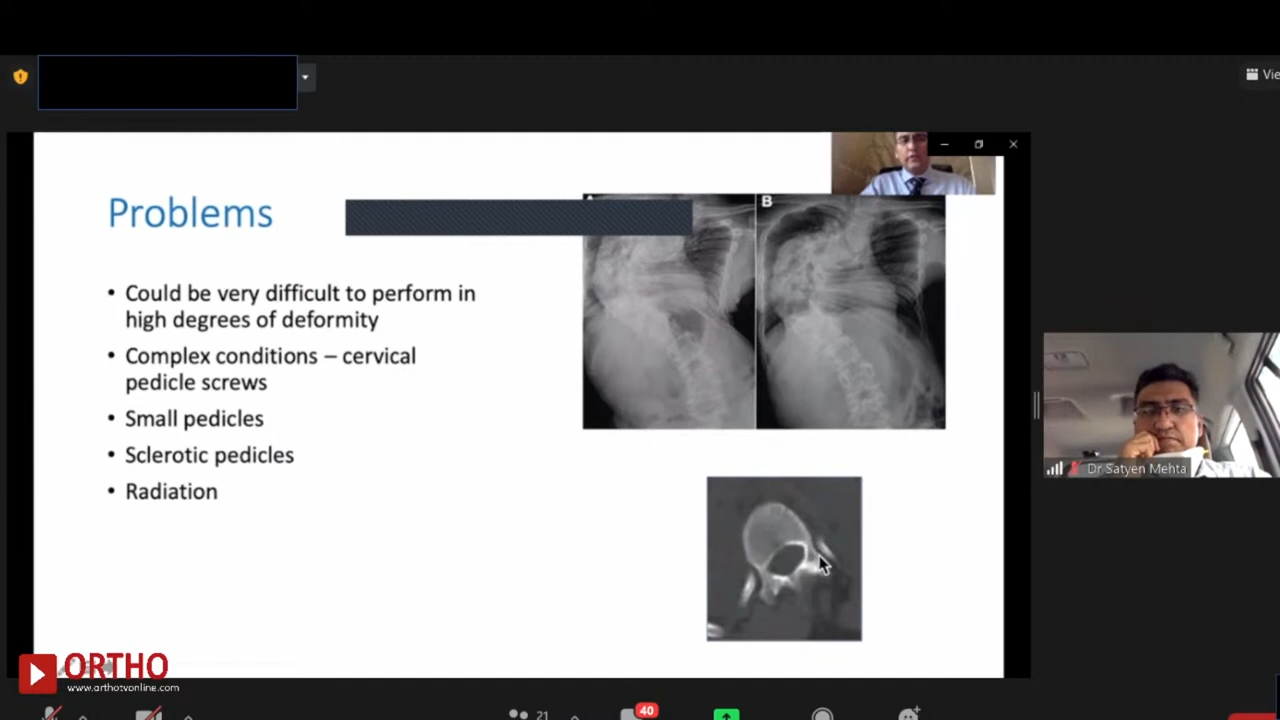 Vie
Problems
B
• Could be very difficult to perform in
high degrees of deformity
• Complex conditions – cervical
pedicle screws
• Small pedicles
• Sclerotic pedicles
• Radiation
Dr Satyen Mehta
ORTHO
www.orthotvonline.com
21
40